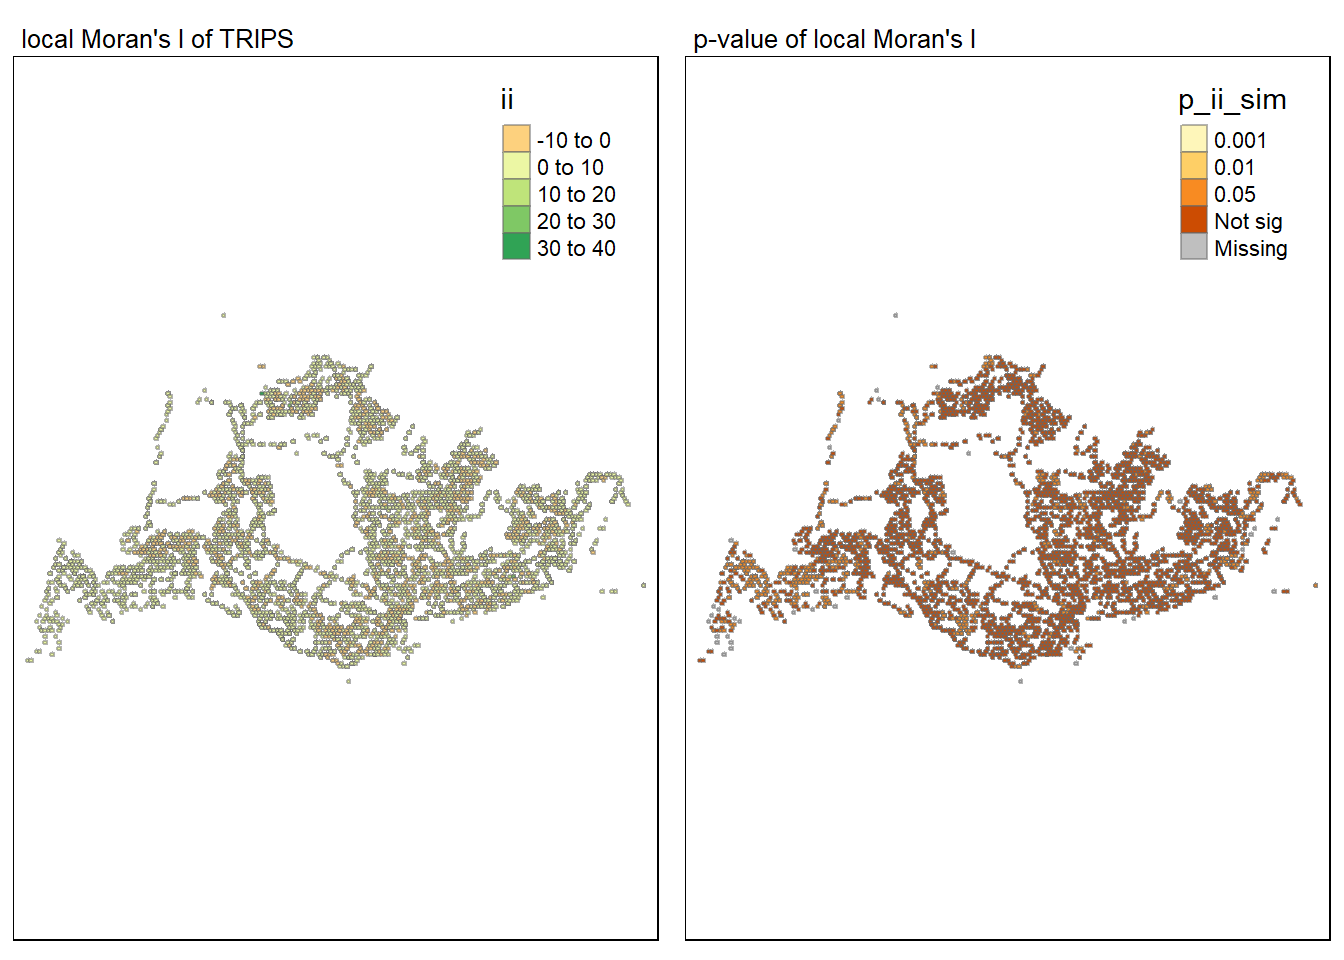 local Moran's I of TRIPS
ii
-10 to 0
0 to 10
10 to 20
20 to 30
30 to 40
p-value of local Moran's I
p_ii_sim
0.001
0.01
0.05
Not sig
Missing